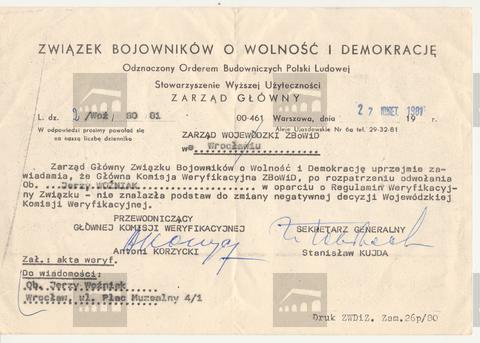 ZWIĄZEK BOJOWNIKÓW O WOLNOŚĆ I DEMOKRACJĘ
Odznaczony Orderem Budowniczych Polski Ludowej
Stowarzyszenie Wyższej Użyteczności
ZARZĄD GŁÓWNY
L. dz. /Woź/ 80 81
00-461 Warszawa, dnia 1981 19 r.
W odpowiedzi prosimy powołać się
na naszą liczbę dziennika
Aleje Ujazdowskie Nr 6a tel. 29-32-81
ZARZĄD WOJEWÓDZKI ZBoWiD
we Wrocławiu
Zarząd Główny Związku Bojowników o Wolność i Demokrację uprzejmie za-
wiadamia, że Główna Komisja Weryfikacyjna ZBoWiD, po rozpatrzeniu odwołania
Ob. Jerzy WOŹNIAK w oparciu o Regulamin Weryfikacyj-
ny Związku - nie znalazła podstaw do zmiany negatywnej decyzji Wojewódzkiej
Komisji Weryfikacyjnej.
PRZEWODNICZĄCY
GŁÓWNEJ KOMISJI WERYFIKACYJNEJ
SEKRETARZ GENERALNY
Antoni KORZYCKI
Stanisław KUJDA
Zał.: akta weryf.
Do wiadomości:
Ob. Jerzy Woźniak
Wrocław, ul. Plac Muzealny 4/1
Druk ZWDiZ. Zam. 26p/80